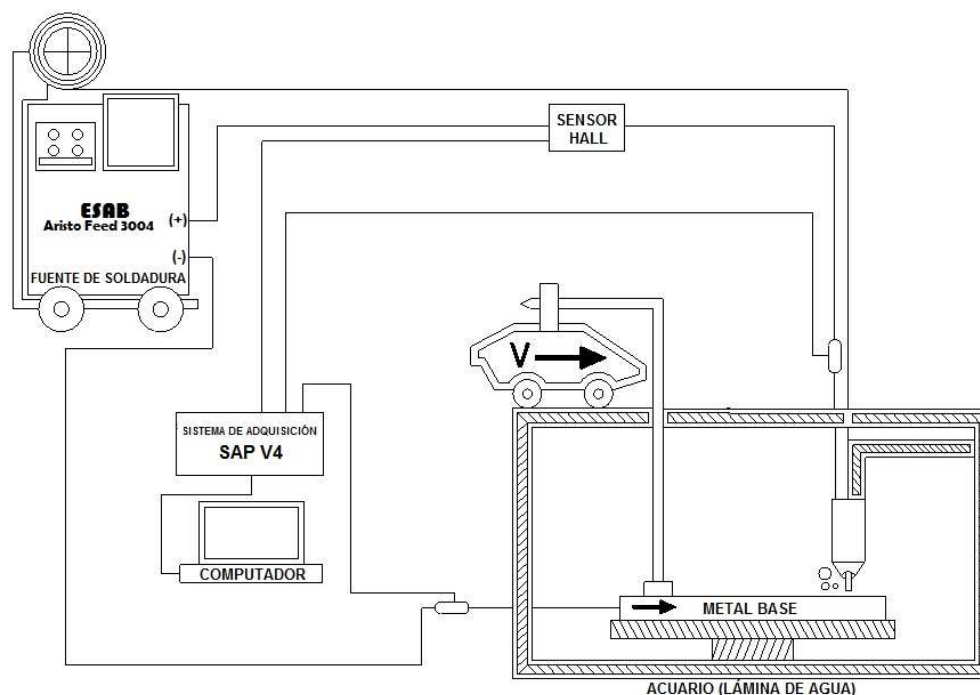 SENSOR
HALL
ESAB
Aristo Feed 3004
(+)
(-)
FUENTE DE SOLDADURA
V
SISTEMA DE ADQUISICIÓN
SAP V4
COMPUTADOR
METAL BASE
ACUARIO (LÁMINA DE AGUA)